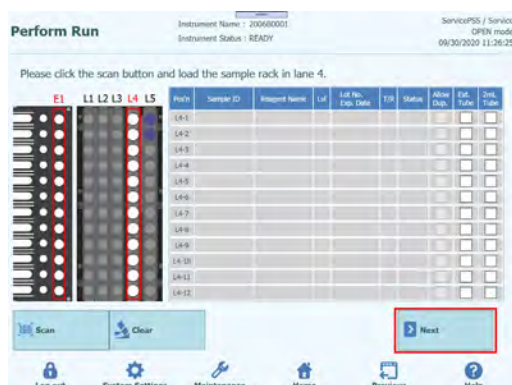 Perform Run
Instrument Name : 2006B0001
Instrument Status : READY
ServicePSS / Service
OPEN mode
09/30/2020 11:26:25
Please click the scan button and load the sample rack in lane 4.
E1 L1 L2 L3 L4 L5
Pos'n Sample ID Reagent Name Lvl Lot No. Exp. Date T/R Status Allow Dup. Ext. Tube 2mL Tube
L4-1
L4-2
L4-3
L4-4
L4-5
L4-6
L4-7
L4-8
L4-9
L4-10
L4-11
L4-12
Scan
Clear
Next
Log out System Settings Maintenance Home Previous Help